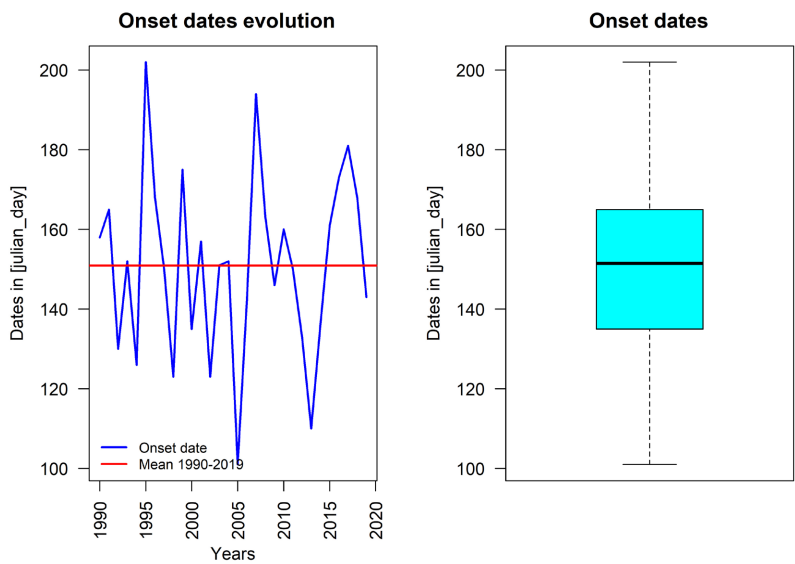 Onset dates evolution
Dates in [julian_day]
200
180
160
140
120
100
Onset date
Mean 1990-2019
1990
1995
2000
2005
2010
2015
2020
Years
Onset dates
Dates in [julian_day]
200
180
160
140
120
100